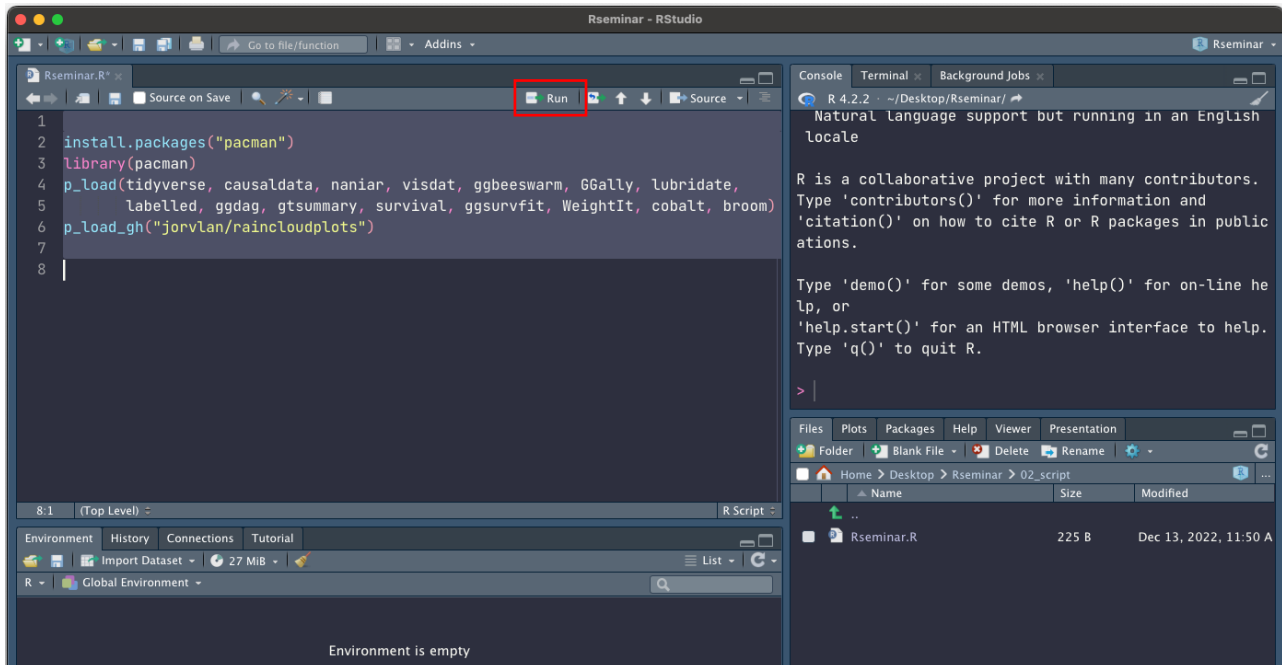 Rseminar - RStudio
Go to file/function
Addins
Rseminar
Rseminar.R*
Source on Save
Run
Source
1
2 install.packages("pacman")
3 library(pacman)
4 p_load(tidyverse, causaldata, naniar, visdat, ggbeeswarm, GGally, lubridate,
5 labelled, ggdag, gtsummary, survival, ggsurvfit, WeightIt, cobalt, broom)
6 p_load_gh("jorvlan/raincloudplots")
7
8
8:1 (Top Level) R Script
Environment History Connections Tutorial
Import Dataset 27 MiB List
R Global Environment
Environment is empty
Console Terminal Background Jobs
R 4.2.2 · ~/Desktop/Rseminar/
Natural language support but running in an English
locale
R is a collaborative project with many contributors.
Type 'contributors()' for more information and
'citation()' on how to cite R or R packages in public
ations.
Type 'demo()' for some demos, 'help()' for on-line he
lp, or
'help.start()' for an HTML browser interface to help.
Type 'q()' to quit R.
>
Files Plots Packages Help Viewer Presentation
Folder Blank File Delete Rename
Home > Desktop > Rseminar > 02_script
Name Size Modified
..
Rseminar.R 225 B Dec 13, 2022, 11:50 A